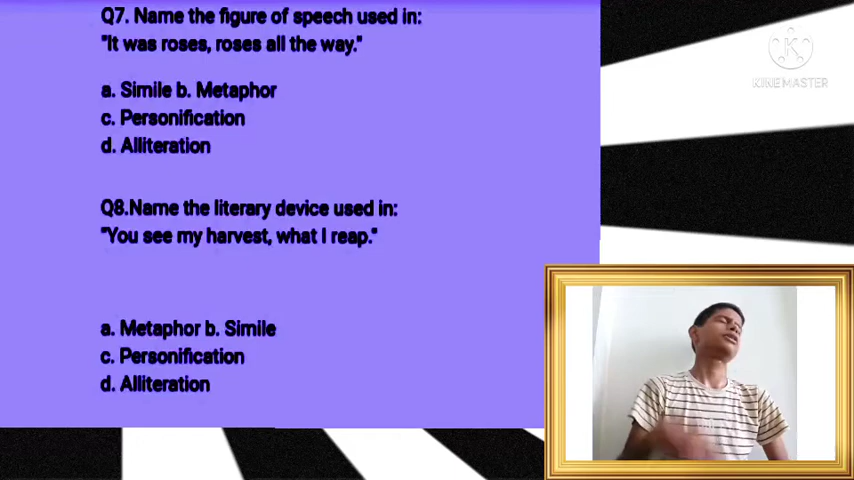 Q7. Name the figure of speech used in:
"It was roses, roses all the way."
a. Simile b. Metaphor
c. Personification
d. Alliteration
Q8.Name the literary device used in:
"You see my harvest, what I reap."
a. Metaphor b. Simile
c. Personification
d. Alliteration
KINEMASTER